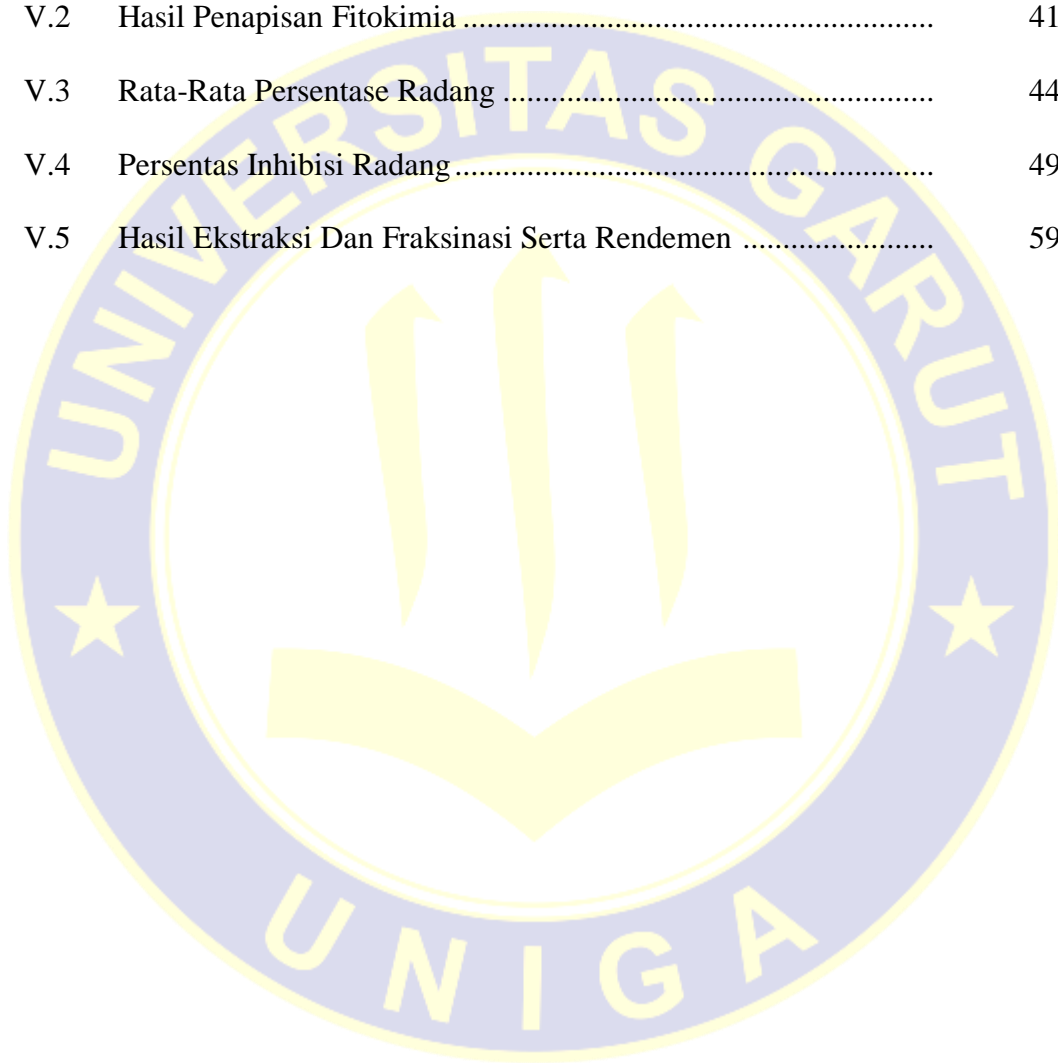 V.2 Hasil Penapisan Fitokimia ................................................................ 41
V.3 Rata-Rata Persentase Radang .......................................................... 44
V.4 Persentas Inhibisi Radang ................................................................. 49
V.5 Hasil Ekstraksi Dan Fraksinasi Serta Rendemen .......................... 59
UNIVERSITAS GARUT
UNIGA